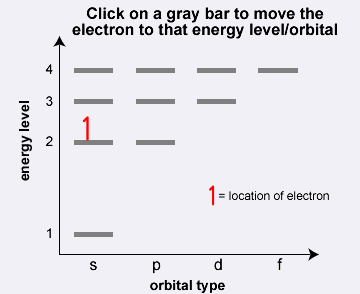 Click on a gray bar to move the
electron to that energy level/orbital
energy level
4
3
1
2
1 = location of electron
1
s p d f
orbital type